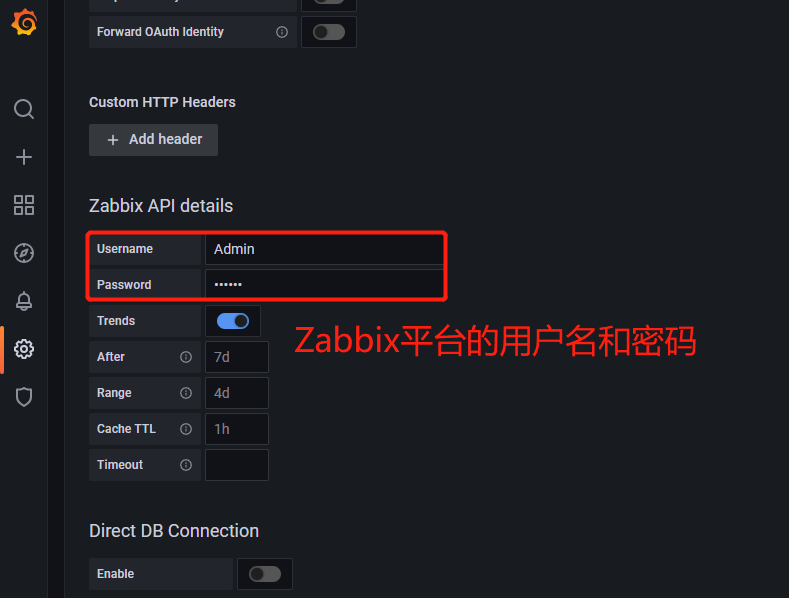 Forward OAuth Identity
Custom HTTP Headers
+ Add header
Zabbix API details
Username Admin
Password ••••••
Trends
Zabbix平台的用户名和密码
After 7d
Range 4d
Cache TTL 1h
Timeout
Direct DB Connection
Enable